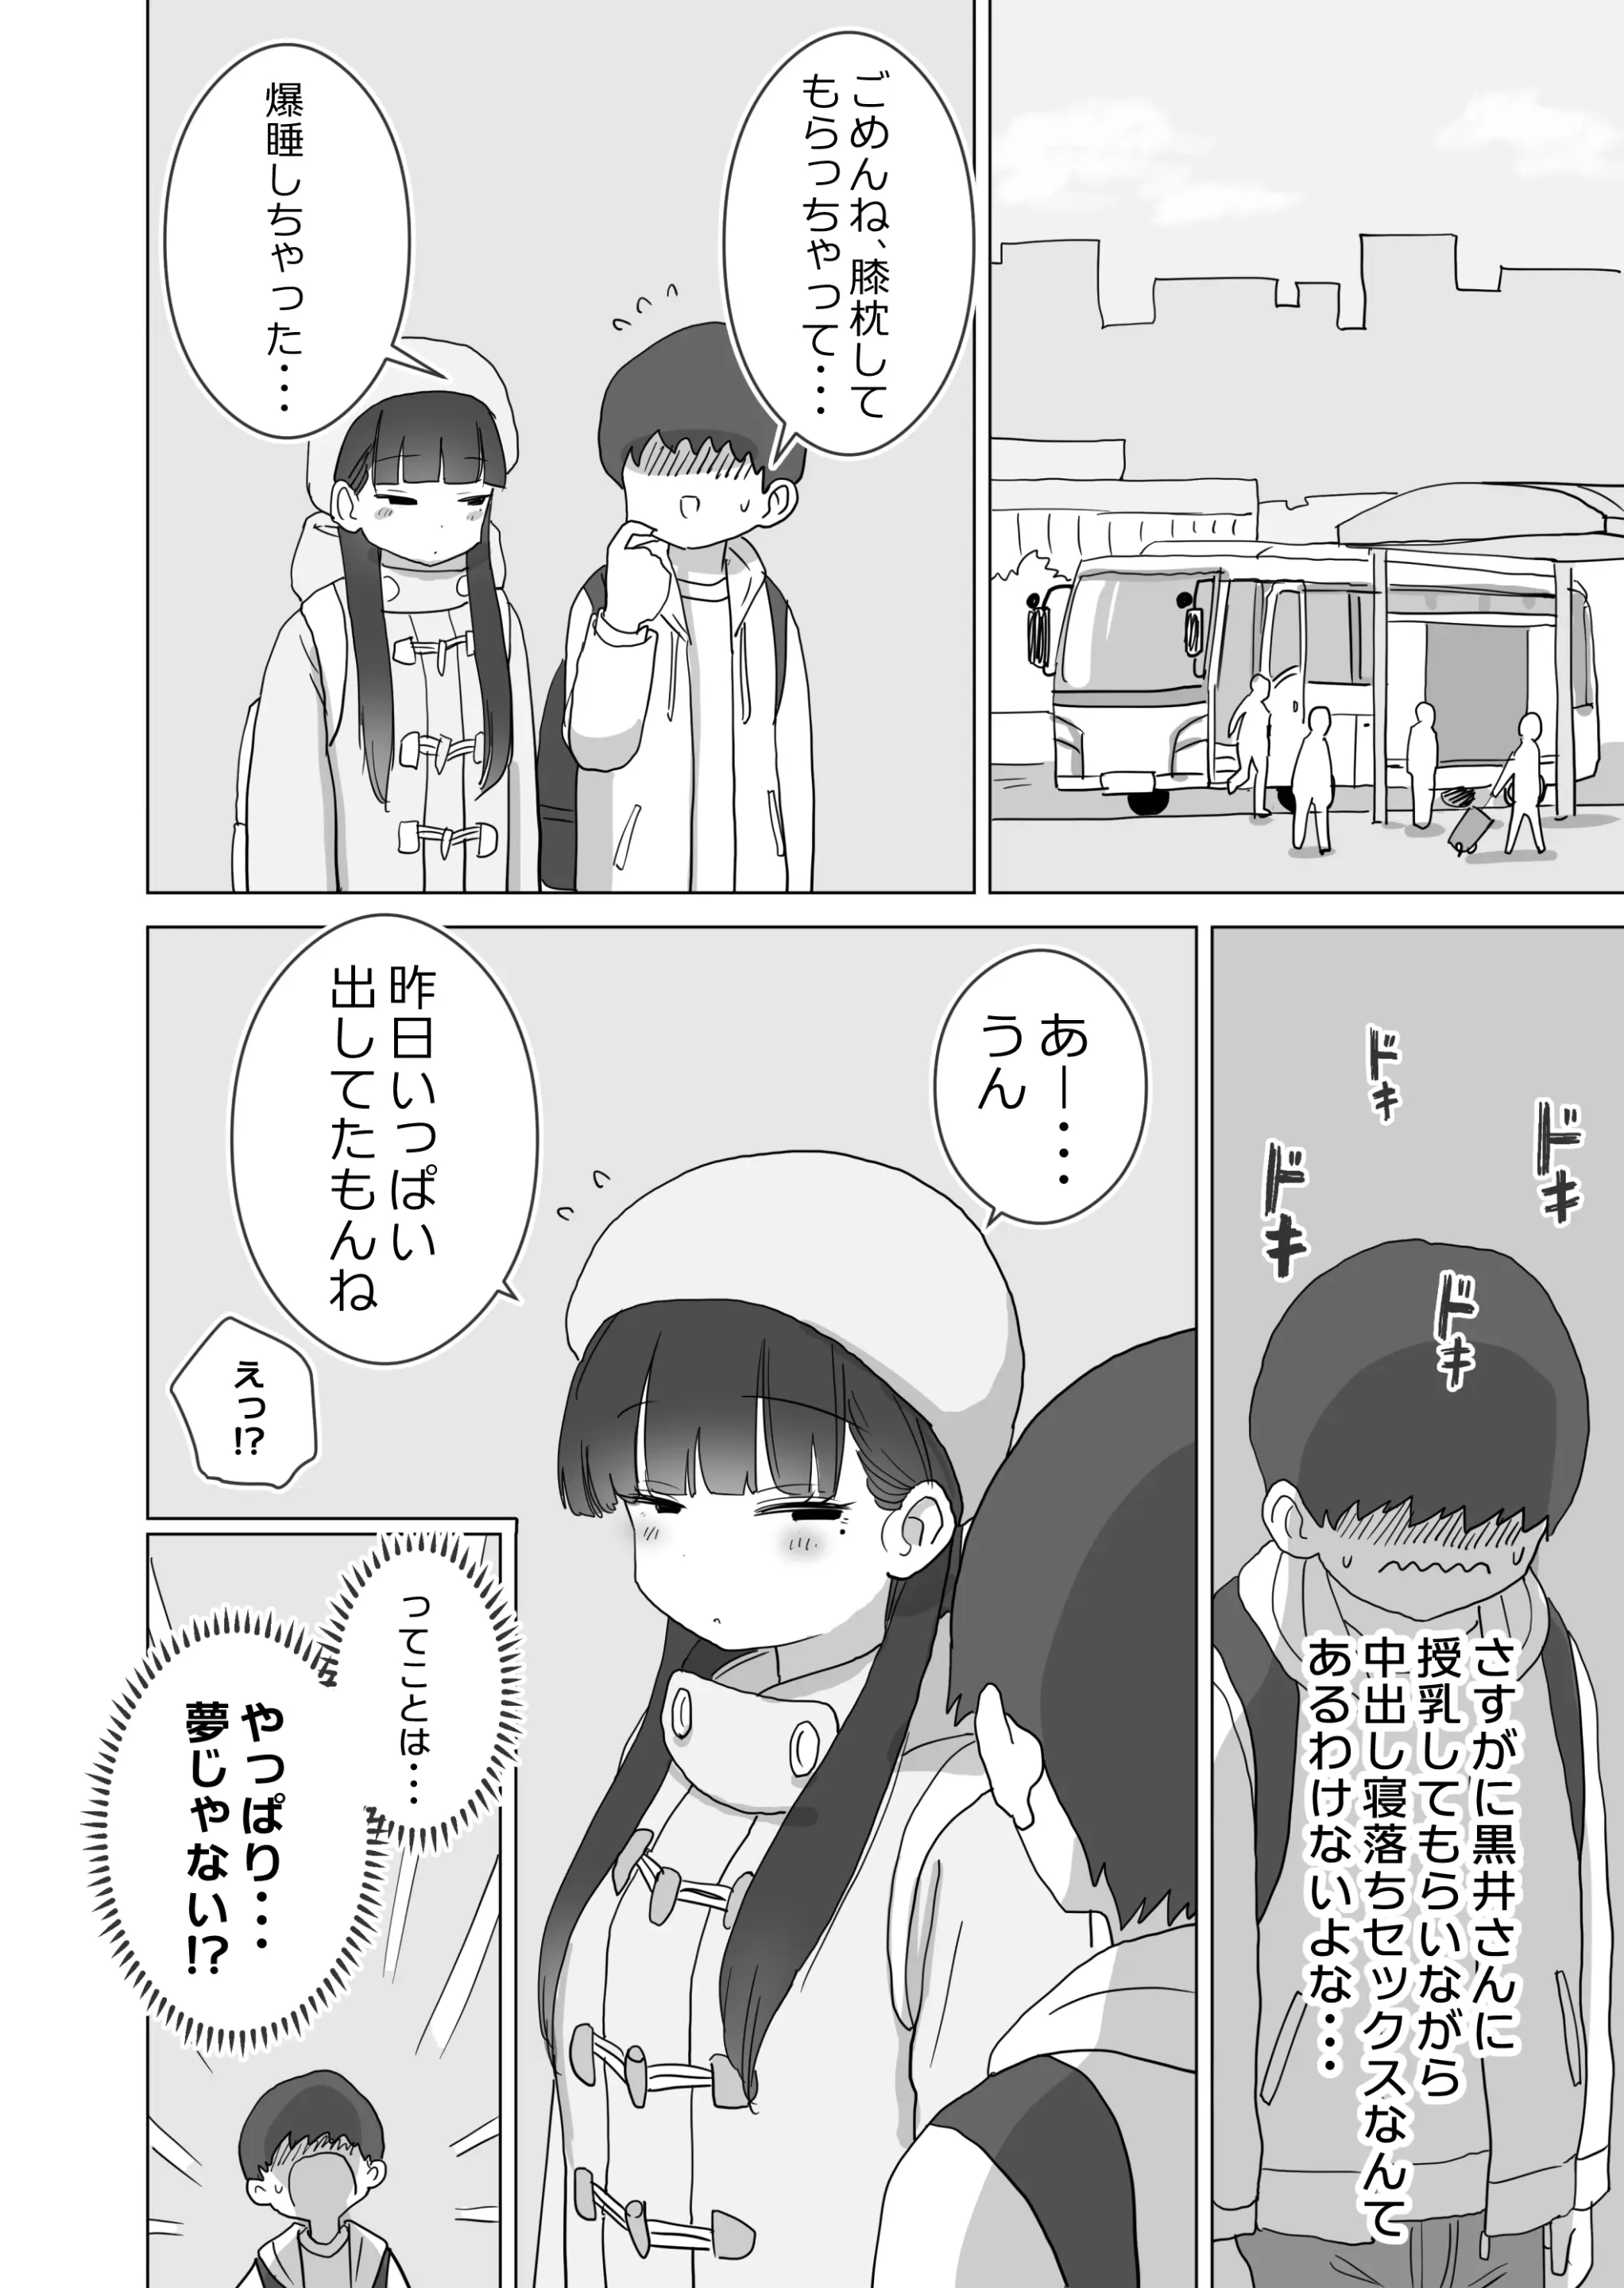 ごめんね、膝枕して
もらっちゃって・・・
爆睡しちゃった・・・
ドキ
ドキ
ドキ
ドキ
さすがに黒井さんに
授乳してもらいながら
中出し寝落ちセックスなんて
あるわけないよな・・・
あー・・・
うん
昨日いっぱい
出してたもんね
えっ!?
ってことは・・・
やっぱり・・・
夢じゃない!?